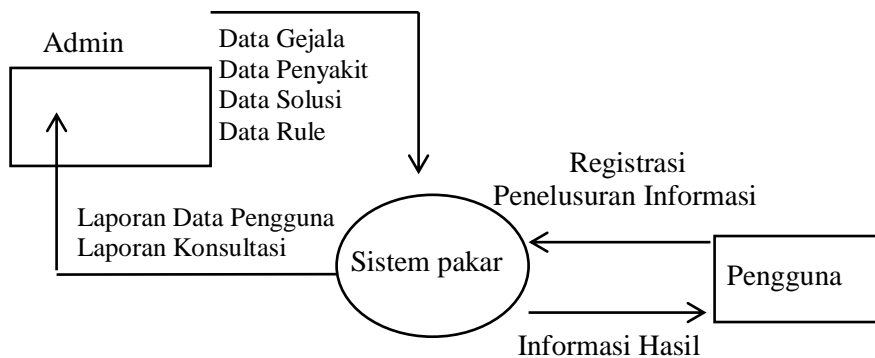 Admin
Data Gejala
Data Penyakit
Data Solusi
Data Rule
Registrasi
Penelusuran Informasi
Laporan Data Pengguna
Laporan Konsultasi
Sistem pakar
Pengguna
Informasi Hasil